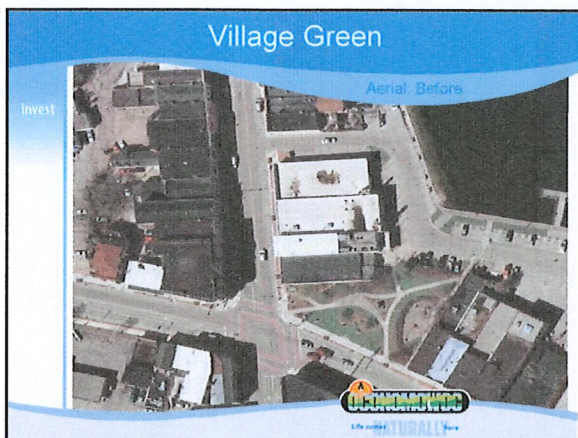 Village Green
Aerial: Before
invest
OCONOMOWOC
NATURALLY
Life comes here